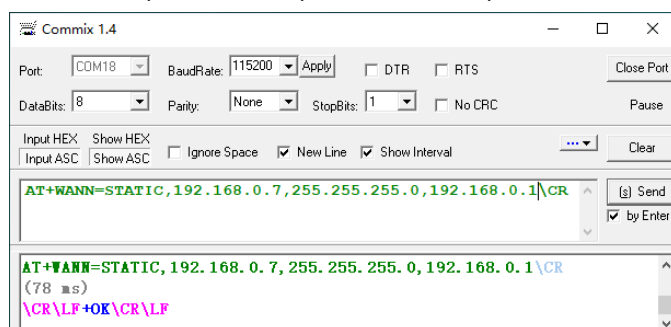 Commix 1.4
Port: COM18 BaudRate: 115200 Apply DTR RTS Close Port
DataBits: 8 Parity: None StopBits: 1 No CRC Pause
Input HEX Show HEX
Input ASC Show ASC Ignore Space New Line Show Interval ... Clear
AT+WANN=STATIC,192.168.0.7,255.255.255.0,192.168.0.1\CR (s) Send
by Enter
AT+WANN=STATIC,192.168.0.7,255.255.255.0,192.168.0.1\CR
(78 ms)
\CR\LF+OK\CR\LF